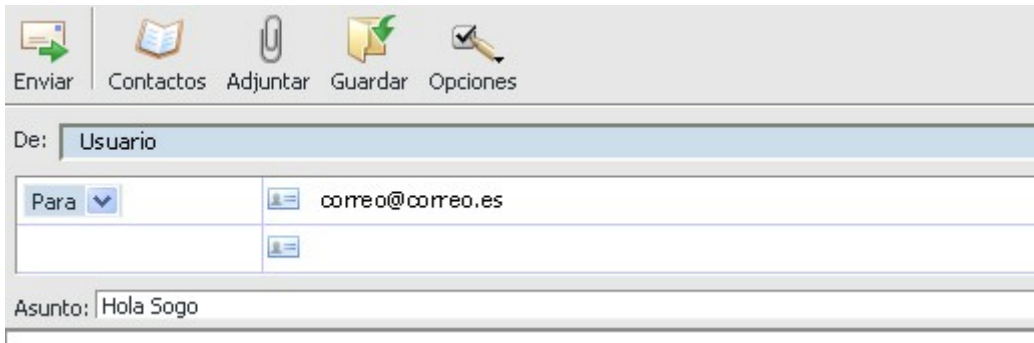 Enviar Contactos Adjuntar Guardar Opciones
De: Usuario
Para correo@correo.es
Asunto: Hola Sogo